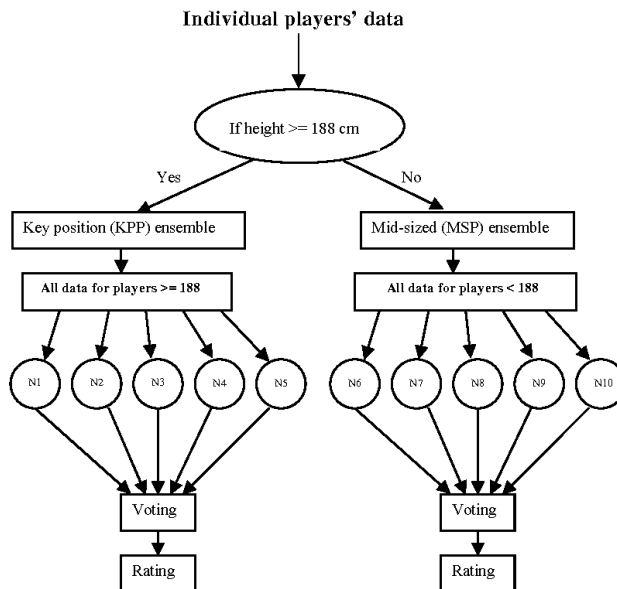 Individual players' data
If height >= 188 cm
Yes
No
Key position (KPP) ensemble
Mid-sized (MSP) ensemble
All data for players >= 188
All data for players < 188
N1
N2
N3
N4
N5
N6
N7
N8
N9
N10
Voting
Voting
Rating
Rating